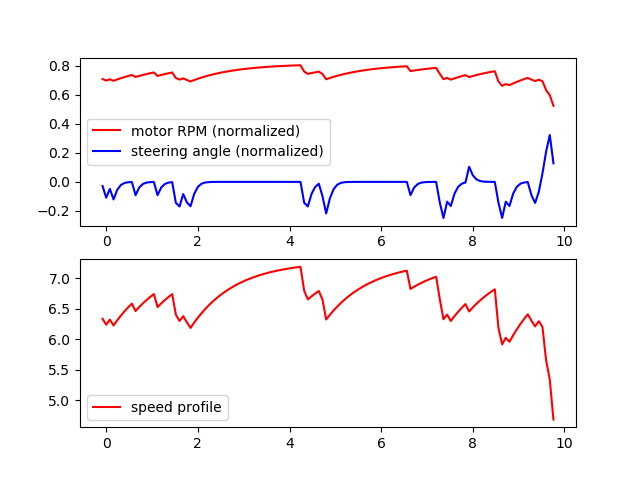 0.8
0.6
0.4
0.2
0.0
−0.2
motor RPM (normalized)
steering angle (normalized)
0 2 4 6 8 10
7.0
6.5
6.0
5.5
5.0
speed profile
0 2 4 6 8 10